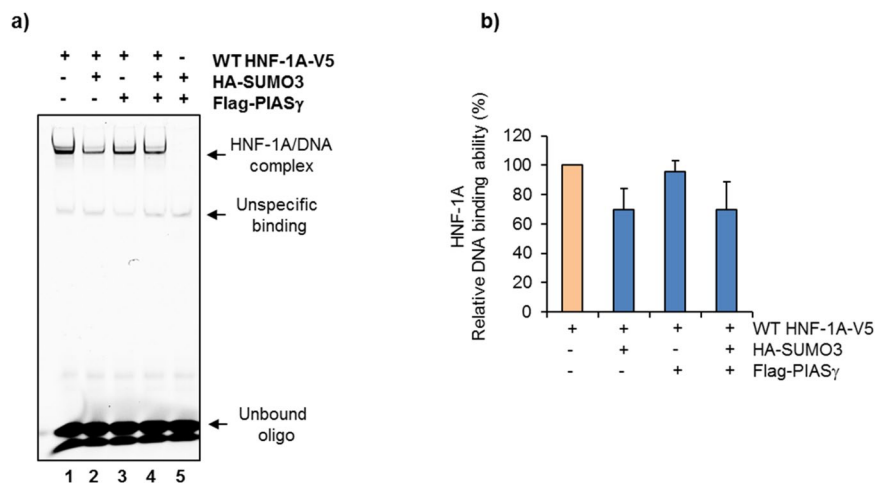 a)
+ + + + - WT HNF-1A-V5
- + - + + HA-SUMO3
- - + + + Flag-PIASγ
HNF-1A/DNA
complex
Unspecific
binding
Unbound
oligo
1 2 3 4 5
b)
HNF-1A
Relative DNA binding ability (%)
120
100
80
60
40
20
0
+ + + + WT HNF-1A-V5
- + - + HA-SUMO3
- - + + Flag-PIASγ